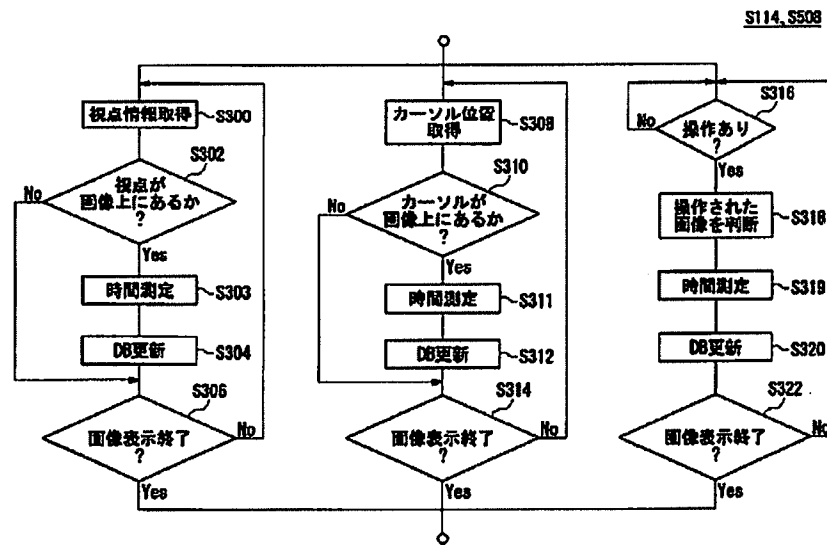 S114,S508
視点情報取得
S300
S302
視点が
画像上にあるか
?
No
Yes
時間測定
S303
DB更新
S304
S306
画像表示終了
?
No
Yes
カーソル位置
取得
S308
S310
カーソルが
画像上にあるか
?
No
Yes
時間測定
S311
DB更新
S312
S314
画像表示終了
?
No
Yes
S316
操作あり
?
No
Yes
操作された
画像を判断
S318
時間測定
S319
DB更新
S320
S322
画像表示終了
?
No
Yes